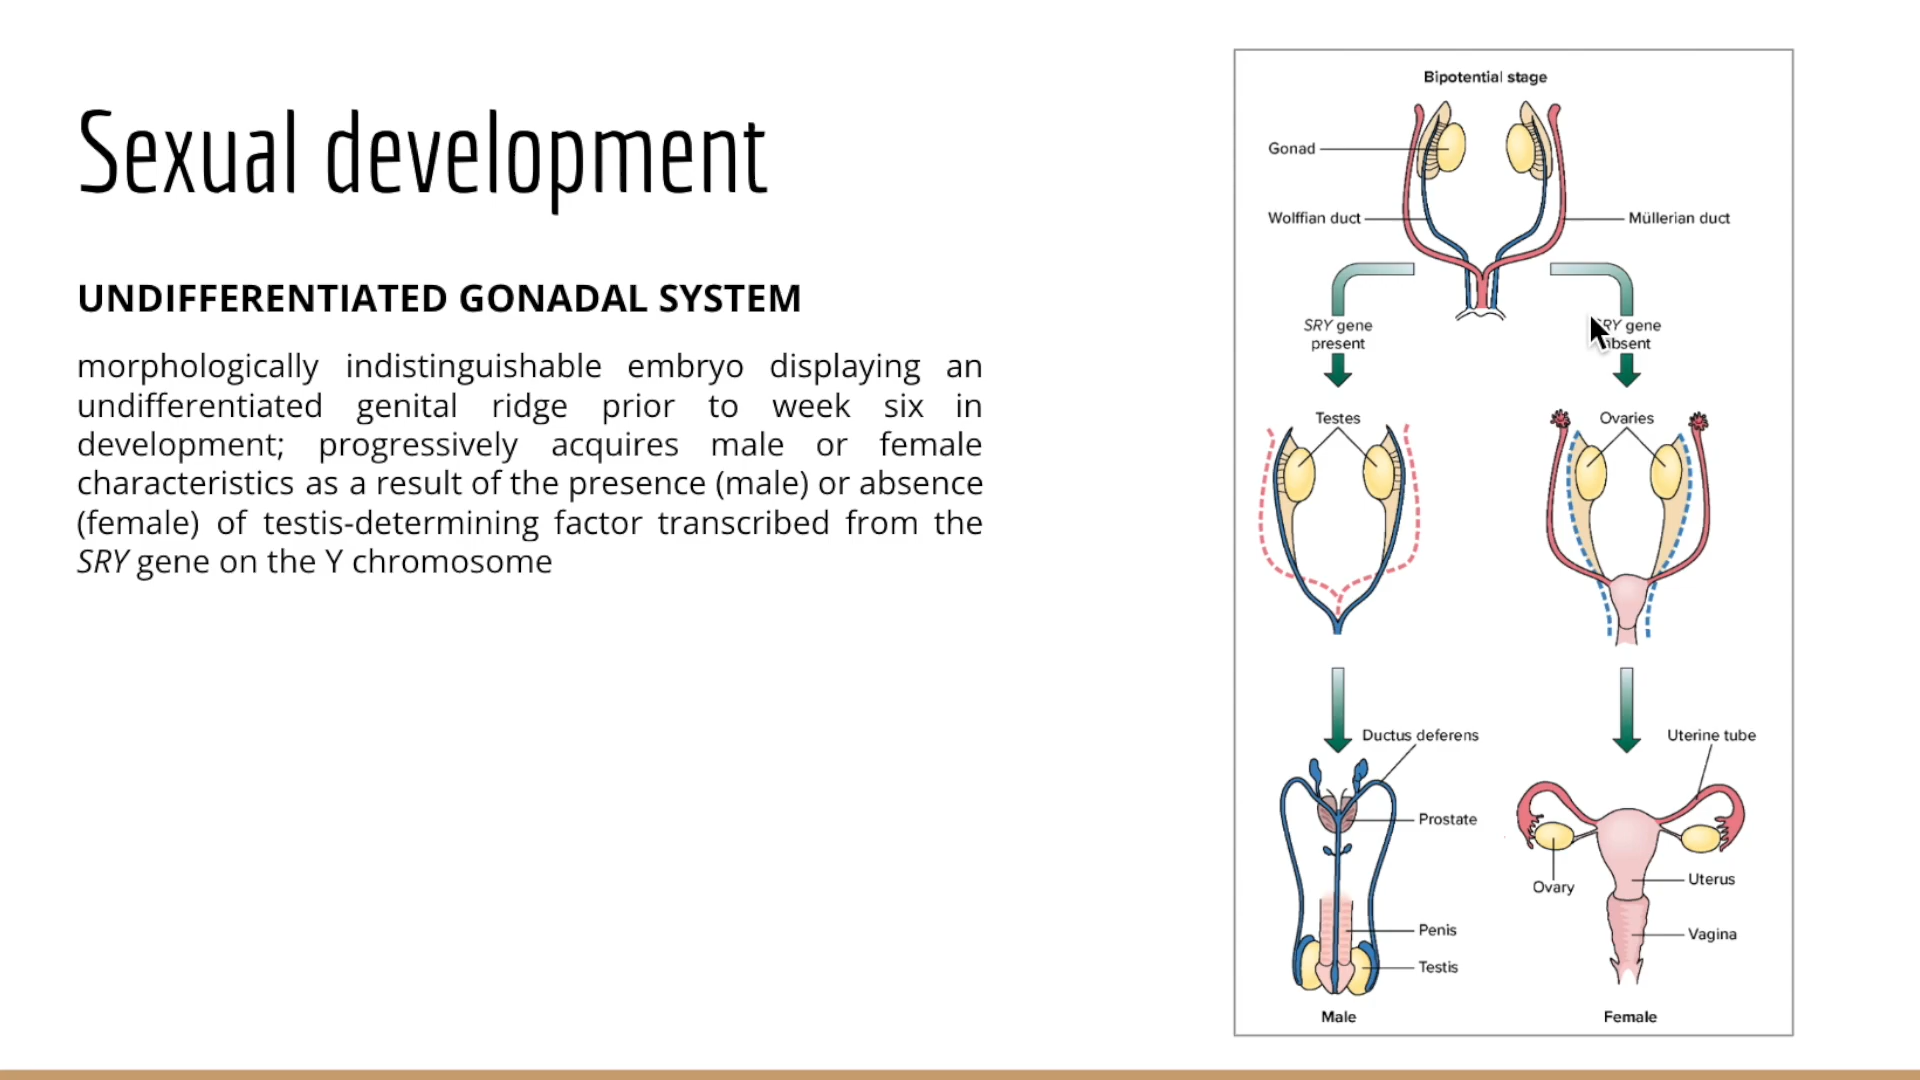 Sexual development
UNDIFFERENTIATED GONADAL SYSTEM
morphologically indistinguishable embryo displaying an
undifferentiated genital ridge prior to week six in
development; progressively acquires male or female
characteristics as a result of the presence (male) or absence
(female) of testis-determining factor transcribed from the
SRY gene on the Y chromosome
Bipotential stage
Gonad
Wolffian duct
Müllerian duct
SRY gene
present
gene
Testes
Ovaries
Ductus deferens
Uterine tube
Prostate
Ovary
Uterus
Penis
Vagina
Testis
Male
Female